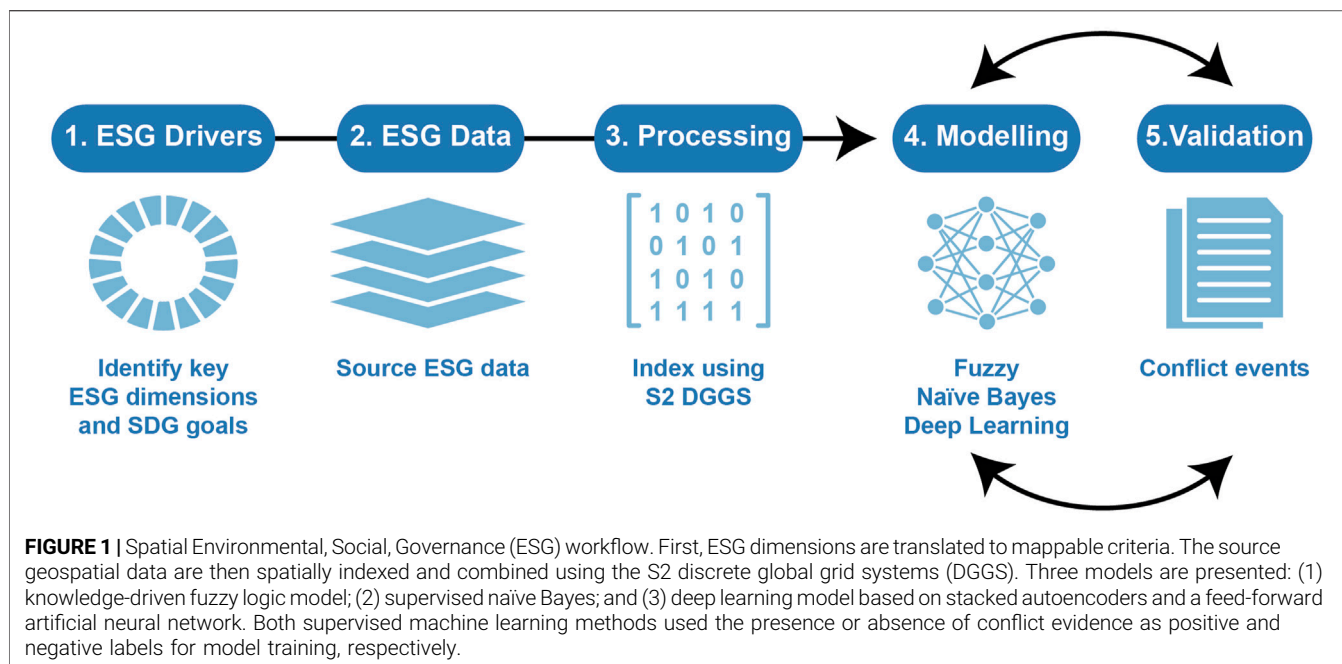 1. ESG Drivers
2. ESG Data
3. Processing
4. Modelling
5.Validation
1 0 1 0
0 1 0 1
1 0 1 0
1 1 1 1
Identify key
ESG dimensions
and SDG goals
Source ESG data
Index using
S2 DGGS
Fuzzy
Naïve Bayes
Deep Learning
Conflict events
FIGURE 1 | Spatial Environmental, Social, Governance (ESG) workflow. First, ESG dimensions are translated to mappable criteria. The source
geospatial data are then spatially indexed and combined using the S2 discrete global grid systems (DGGS). Three models are presented: (1)
knowledge-driven fuzzy logic model; (2) supervised naïve Bayes; and (3) deep learning model based on stacked autoencoders and a feed-forward
artificial neural network. Both supervised machine learning methods used the presence or absence of conflict evidence as positive and
negative labels for model training, respectively.